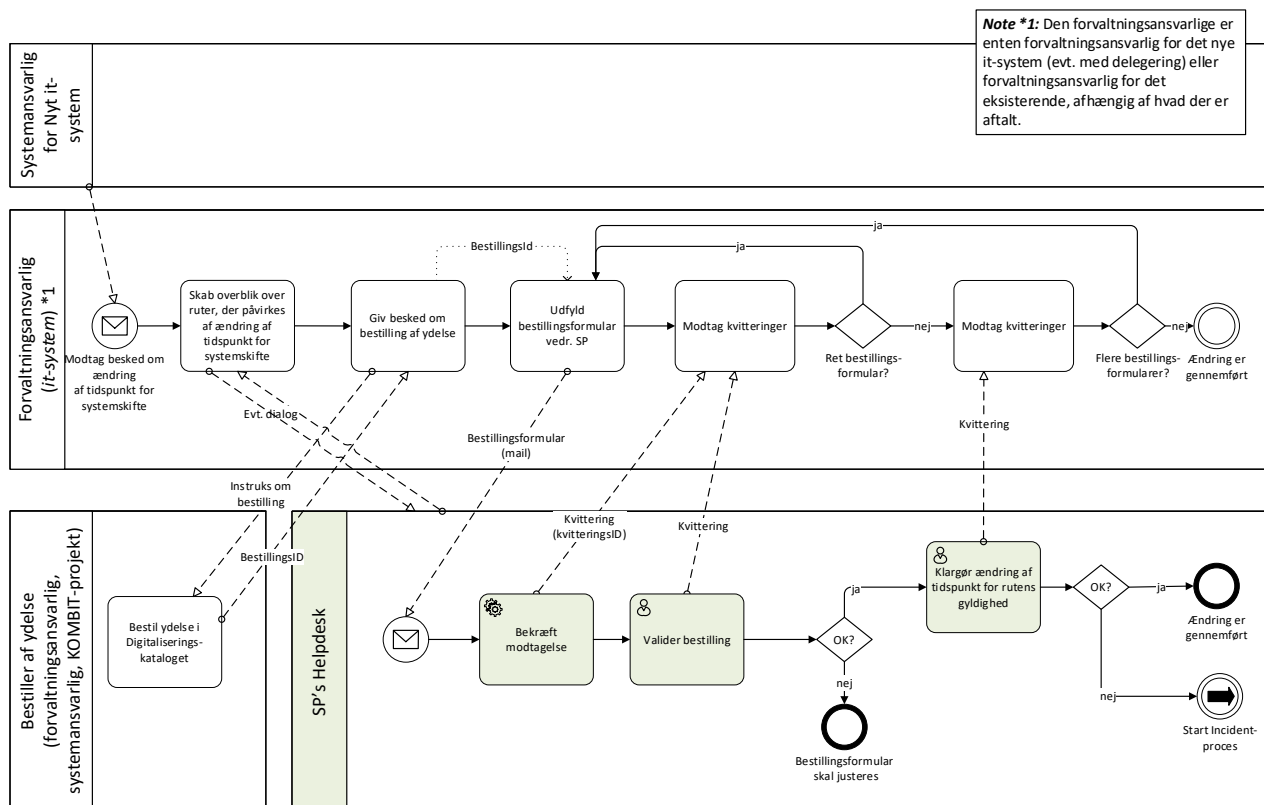 Note *1: Den forvaltningsansvarlige er
enten forvaltningsansvarlig for det nye
it-system (evt. med delegering) eller
forvaltningsansvarlig for det
eksisterende, afhængig af hvad der er
aftalt.
Systemansvarlig
for Nyt it-
system
Forvaltningsansvarlig
(it-system) *1
Modtag besked om
ændring
af tidspunkt for
systemskifte
Skab overblik over
ruter, der påvirkes
af ændring af
tidspunkt for
systemskifte
Giv besked om
bestilling af ydelse
BestillingsId
Udfyld
bestillingsformular
vedr. SP
Modtag kvitteringer
ja
Ret bestillings-
formular?
nej
Modtag kvitteringer
ja
Flere bestillings-
formularer?
nej
Ændring er
gennemført
Evt. dialog
Bestillingsformular
(mail)
Instruks om
bestilling
BestillingsID
Kvittering
(kvitteringsID)
Kvittering
Kvittering
Bestiller af ydelse
(forvaltningsansvarlig,
systemansvarlig, KOMBIT-projekt)
Bestil ydelse i
Digitaliserings-
kataloget
SP's Helpdesk
Bekræft
modtagelse
Valider bestilling
OK?
ja
nej
Bestillingsformular
skal justeres
Klargør ændring af
tidspunkt for rutens
gyldighed
OK?
ja
Ændring er
gennemført
nej
Start Incident-
proces